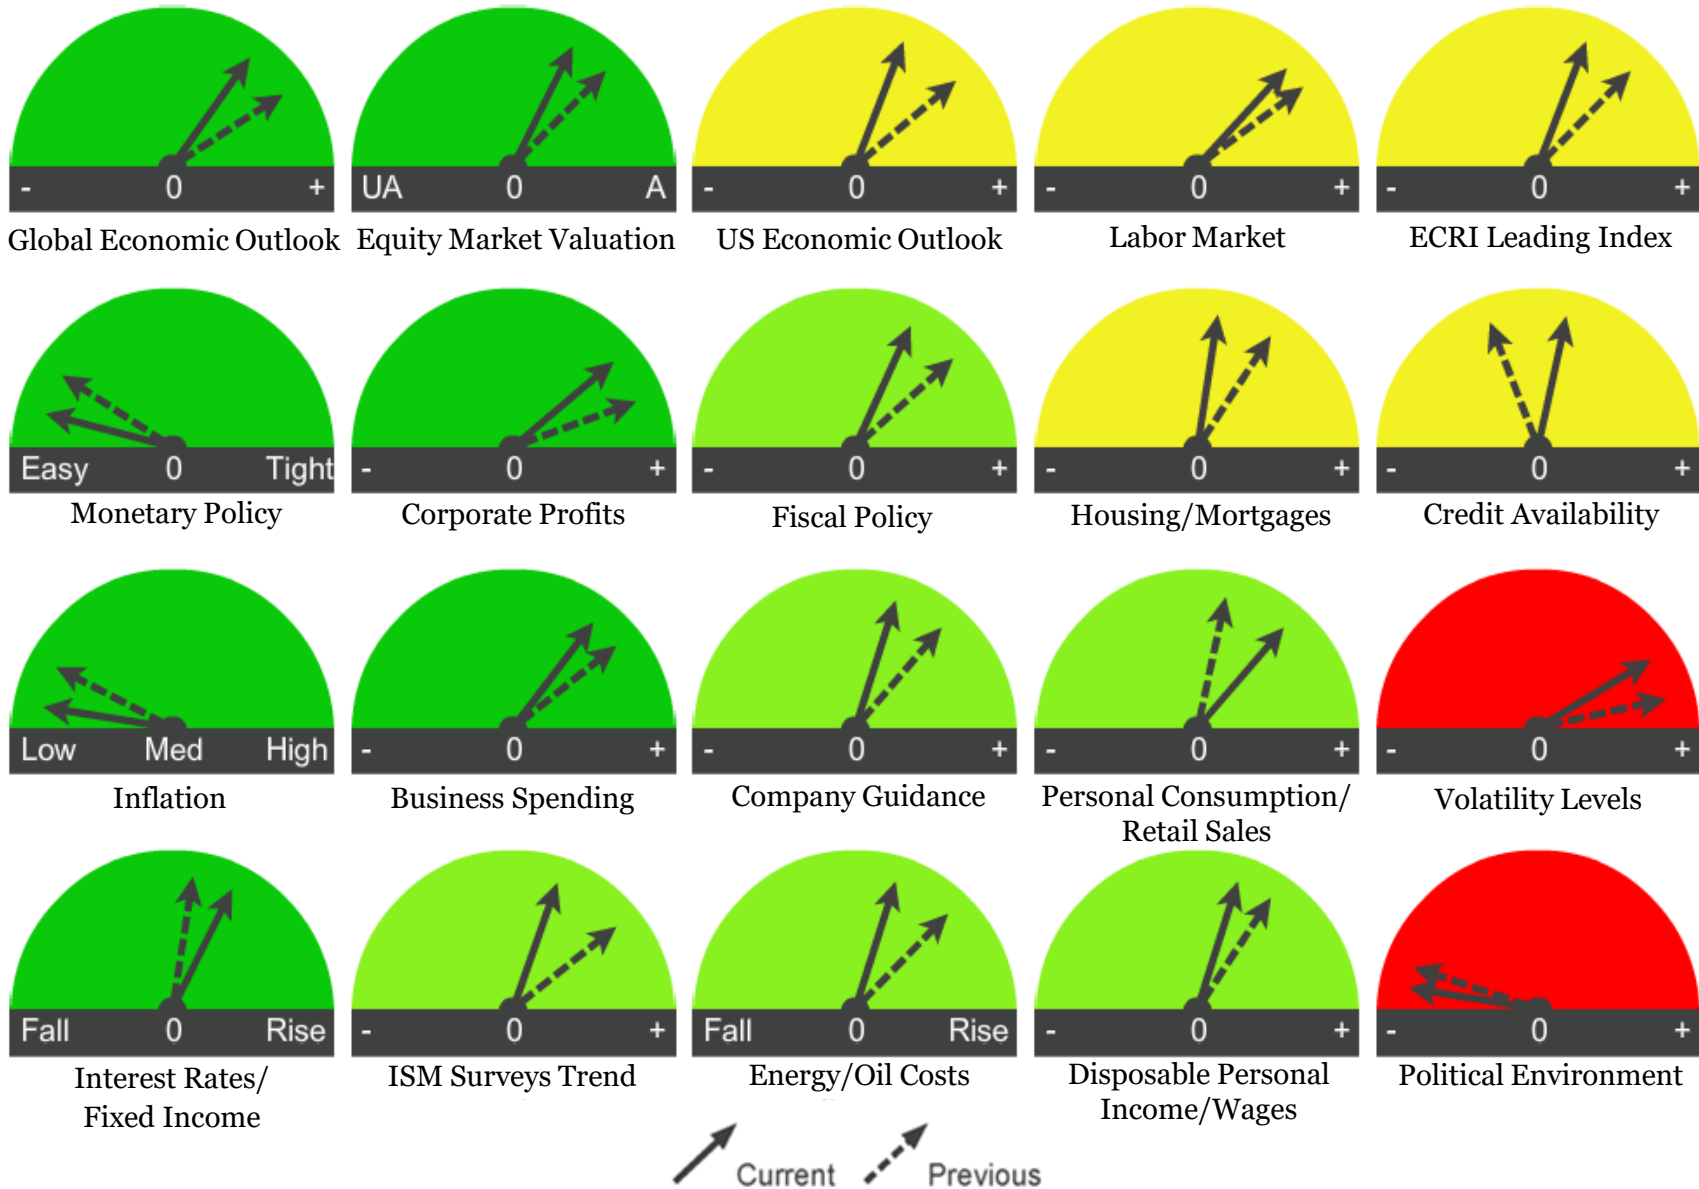 - 0 +
UA 0 A
- 0 +
- 0 +
- 0 +
Global Economic Outlook
Equity Market Valuation
US Economic Outlook
Labor Market
ECRI Leading Index
Easy 0 Tight
- 0 +
- 0 +
- 0 +
- 0 +
Monetary Policy
Corporate Profits
Fiscal Policy
Housing/Mortgages
Credit Availability
Low Med High
- 0 +
- 0 +
- 0 +
- 0 +
Inflation
Business Spending
Company Guidance
Personal Consumption/
Retail Sales
Volatility Levels
Fall 0 Rise
- 0 +
Fall 0 Rise
- 0 +
- 0 +
Interest Rates/
Fixed Income
ISM Surveys Trend
Energy/Oil Costs
Disposable Personal
Income/Wages
Political Environment
Current
Previous